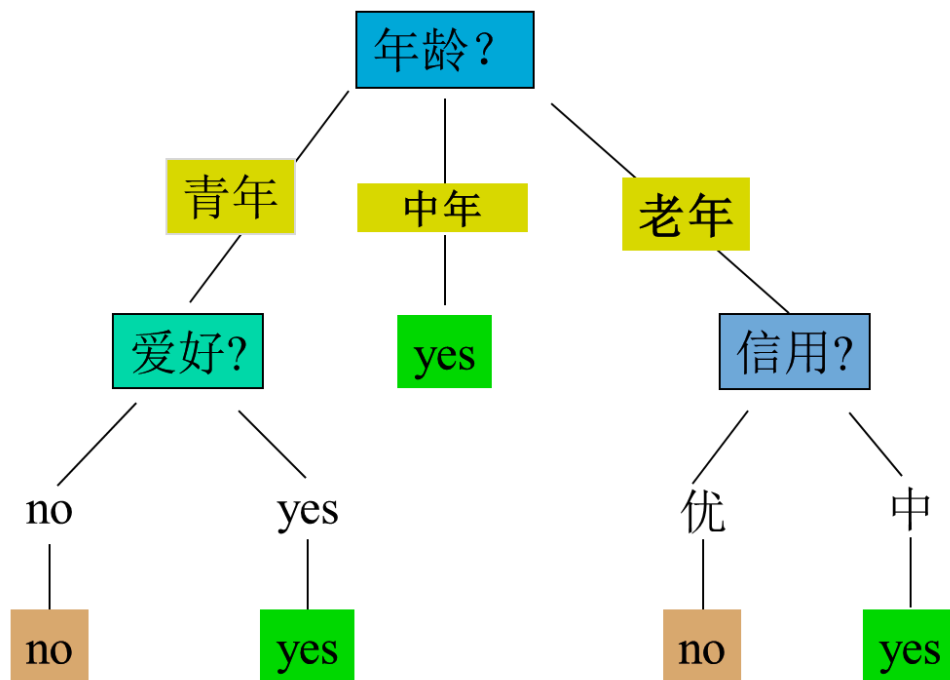 年龄？
青年
中年
老年
爱好?
yes
信用?
no
yes
优
中
no
yes
no
yes